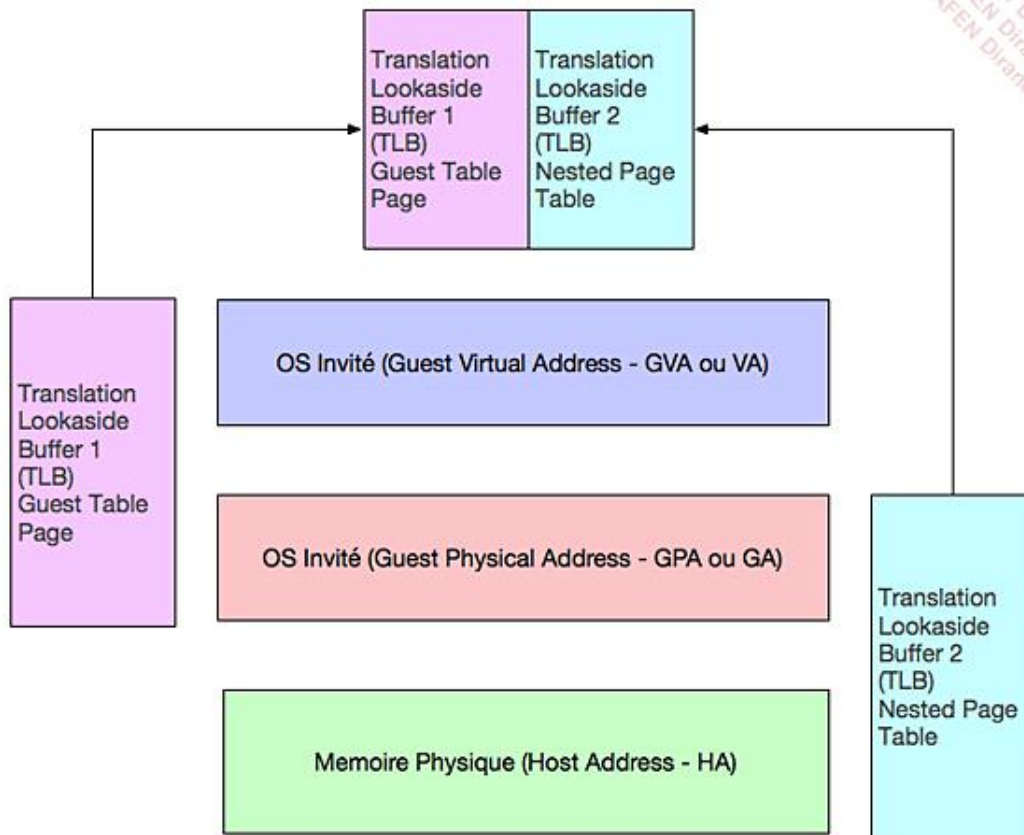 Translation
Lookaside
Buffer 1
(TLB)
Guest Table
Page
Translation
Lookaside
Buffer 2
(TLB)
Nested Page
Table
OS Invité (Guest Virtual Address - GVA ou VA)
Translation
Lookaside
Buffer 1
(TLB)
Guest Table
Page
OS Invité (Guest Physical Address - GPA ou GA)
Translation
Lookaside
Buffer 2
(TLB)
Nested Page
Table
Memoire Physique (Host Address - HA)